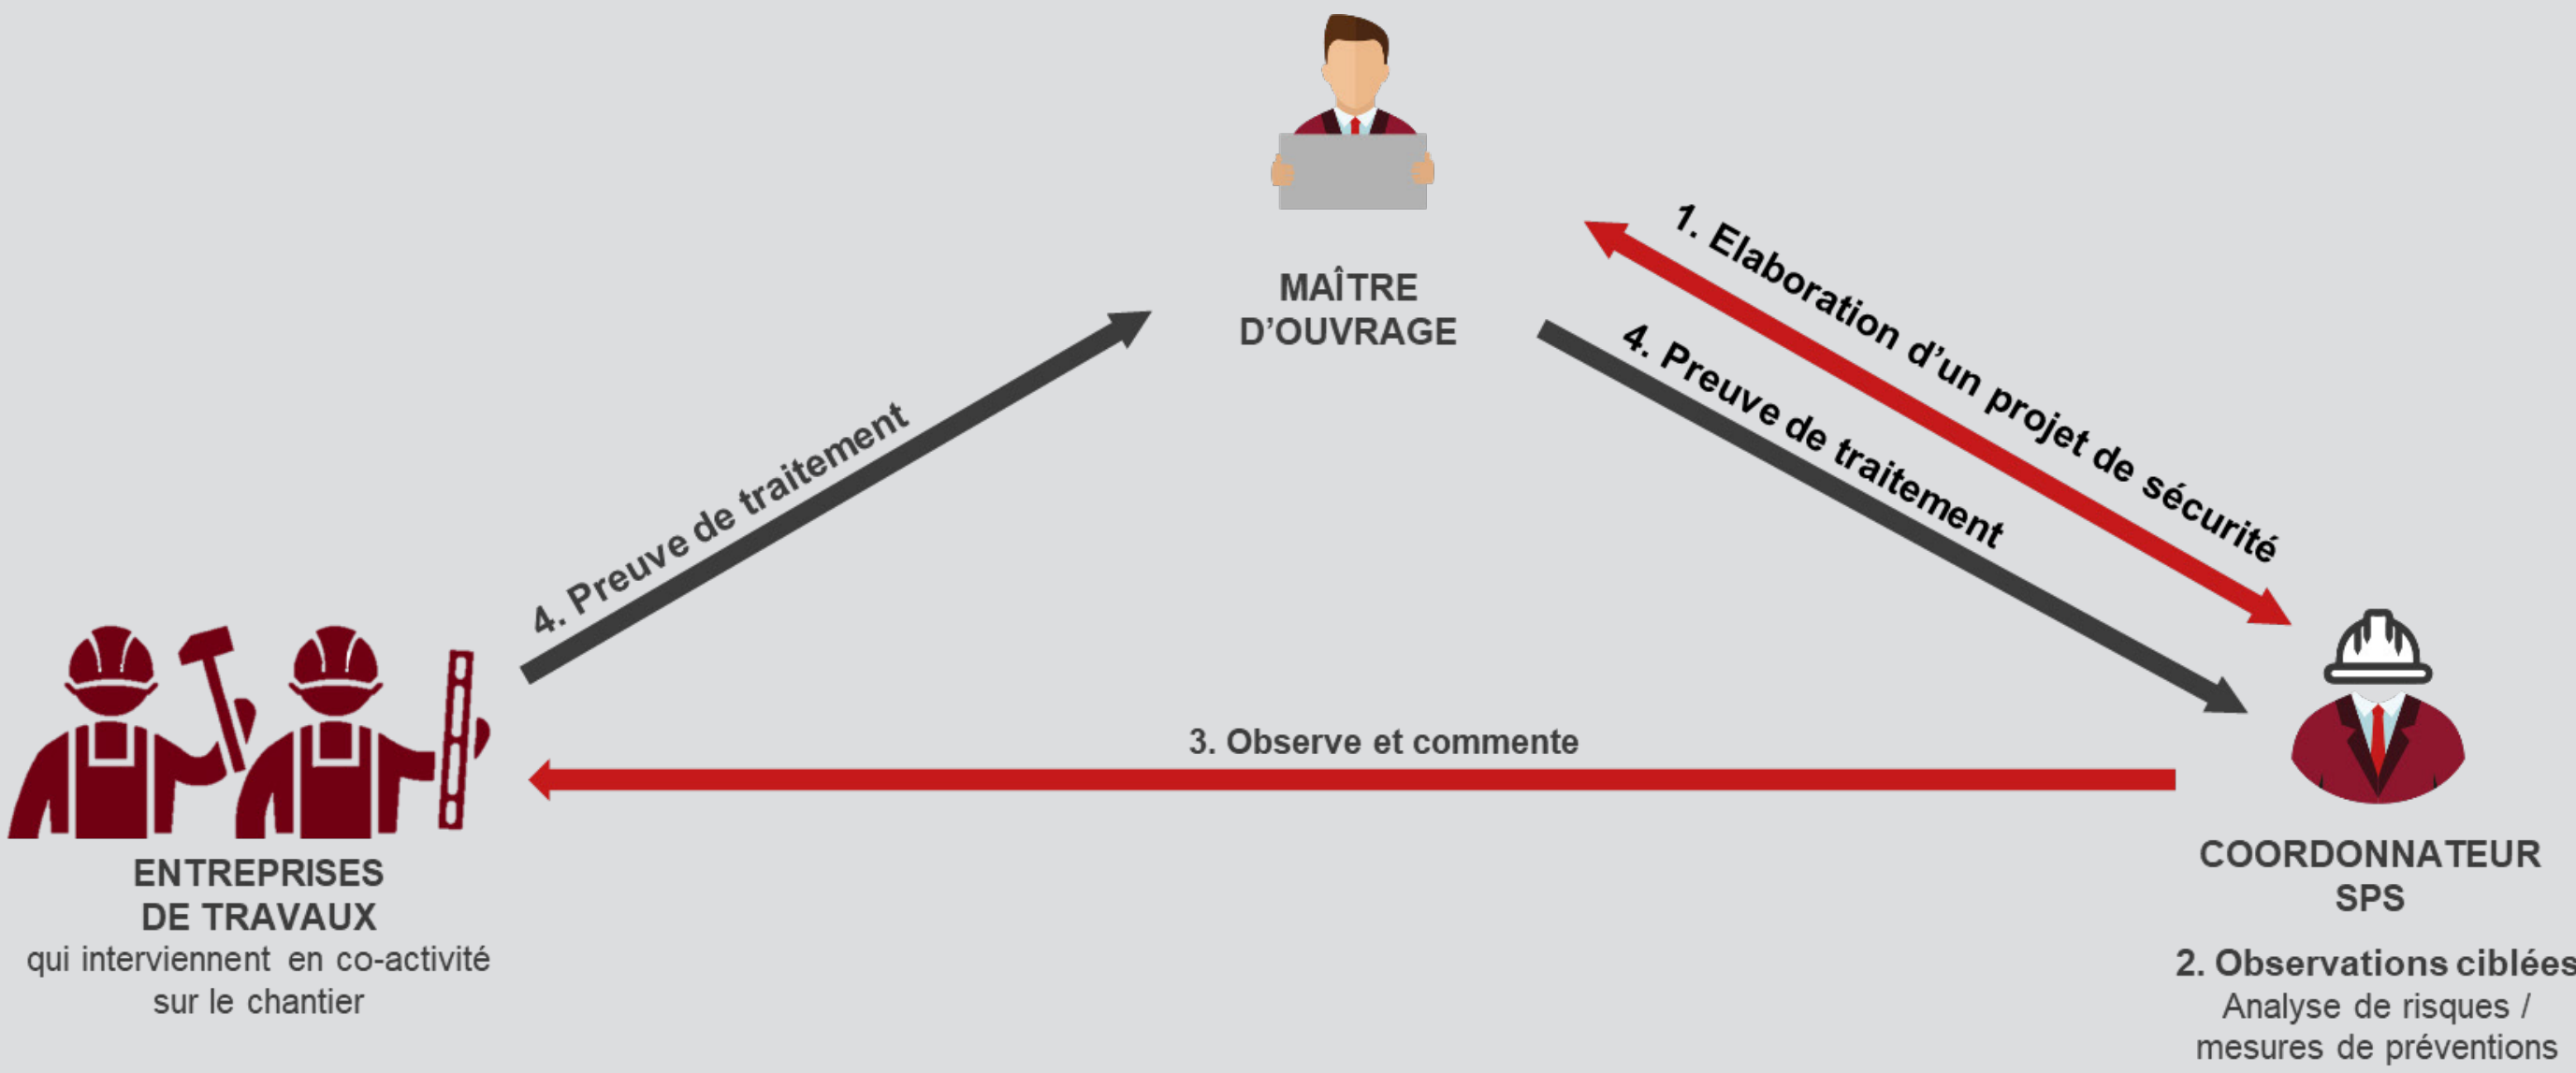 MAÎTRE
D'OUVRAGE
1. Elaboration d'un projet de sécurité
4. Preuve de traitement
4. Preuve de traitement
3. Observe et commente
ENTREPRISES
DE TRAVAUX
qui interviennent en co-activité
sur le chantier
COORDONNATEUR
SPS
2. Observations ciblées
Analyse de risques /
mesures de préventions